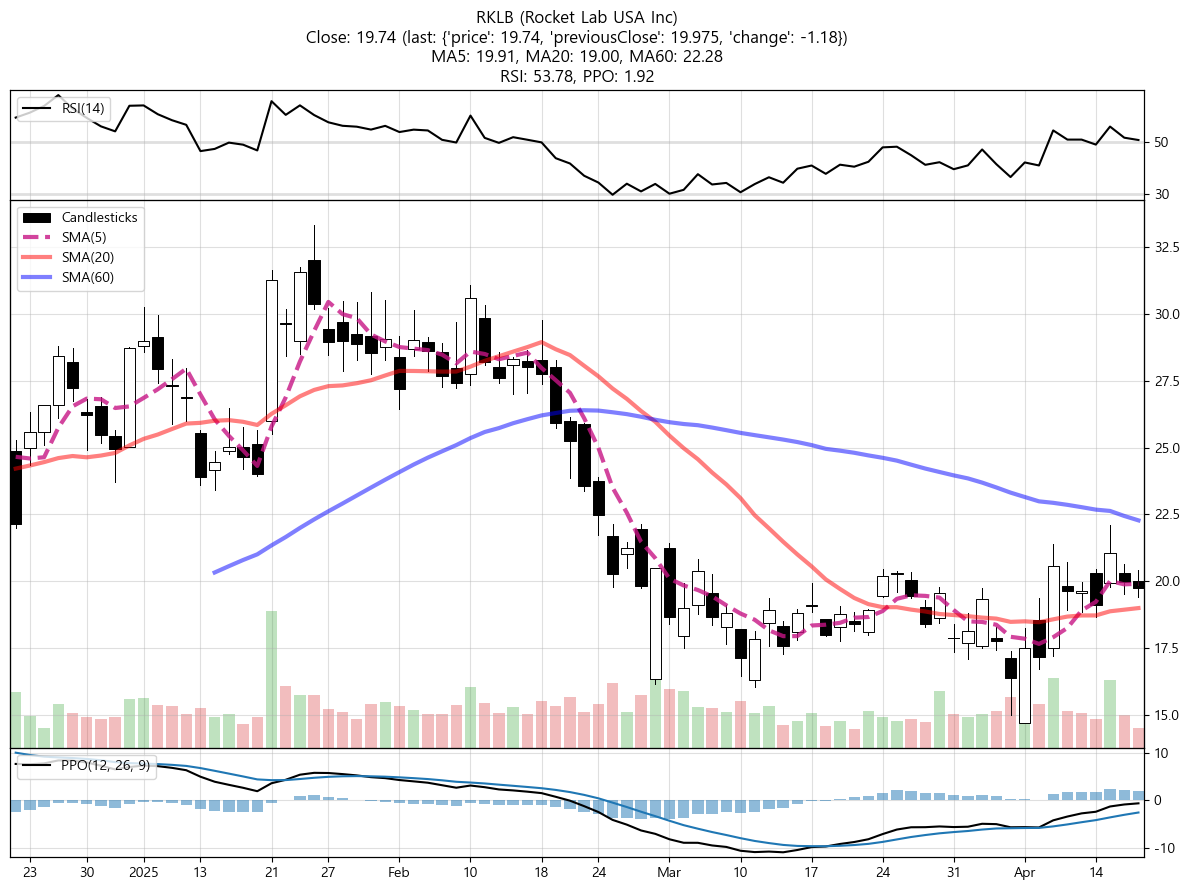 RKLB (Rocket Lab USA Inc)
Close: 19.74 (last: {'price': 19.74, 'previousClose': 19.975, 'change': -1.18})
MA5: 19.91, MA20: 19.00, MA60: 22.28
RSI: 53.78, PPO: 1.92
RSI(14)
50
30
Candlesticks
SMA(5)
SMA(20)
SMA(60)
32.5
30.0
27.5
25.0
22.5
20.0
17.5
15.0
PPO(12, 26, 9)
10
0
-10
23 30 2025 13 21 27 Feb 10 18 24 Mar 10 17 24 31 Apr 14